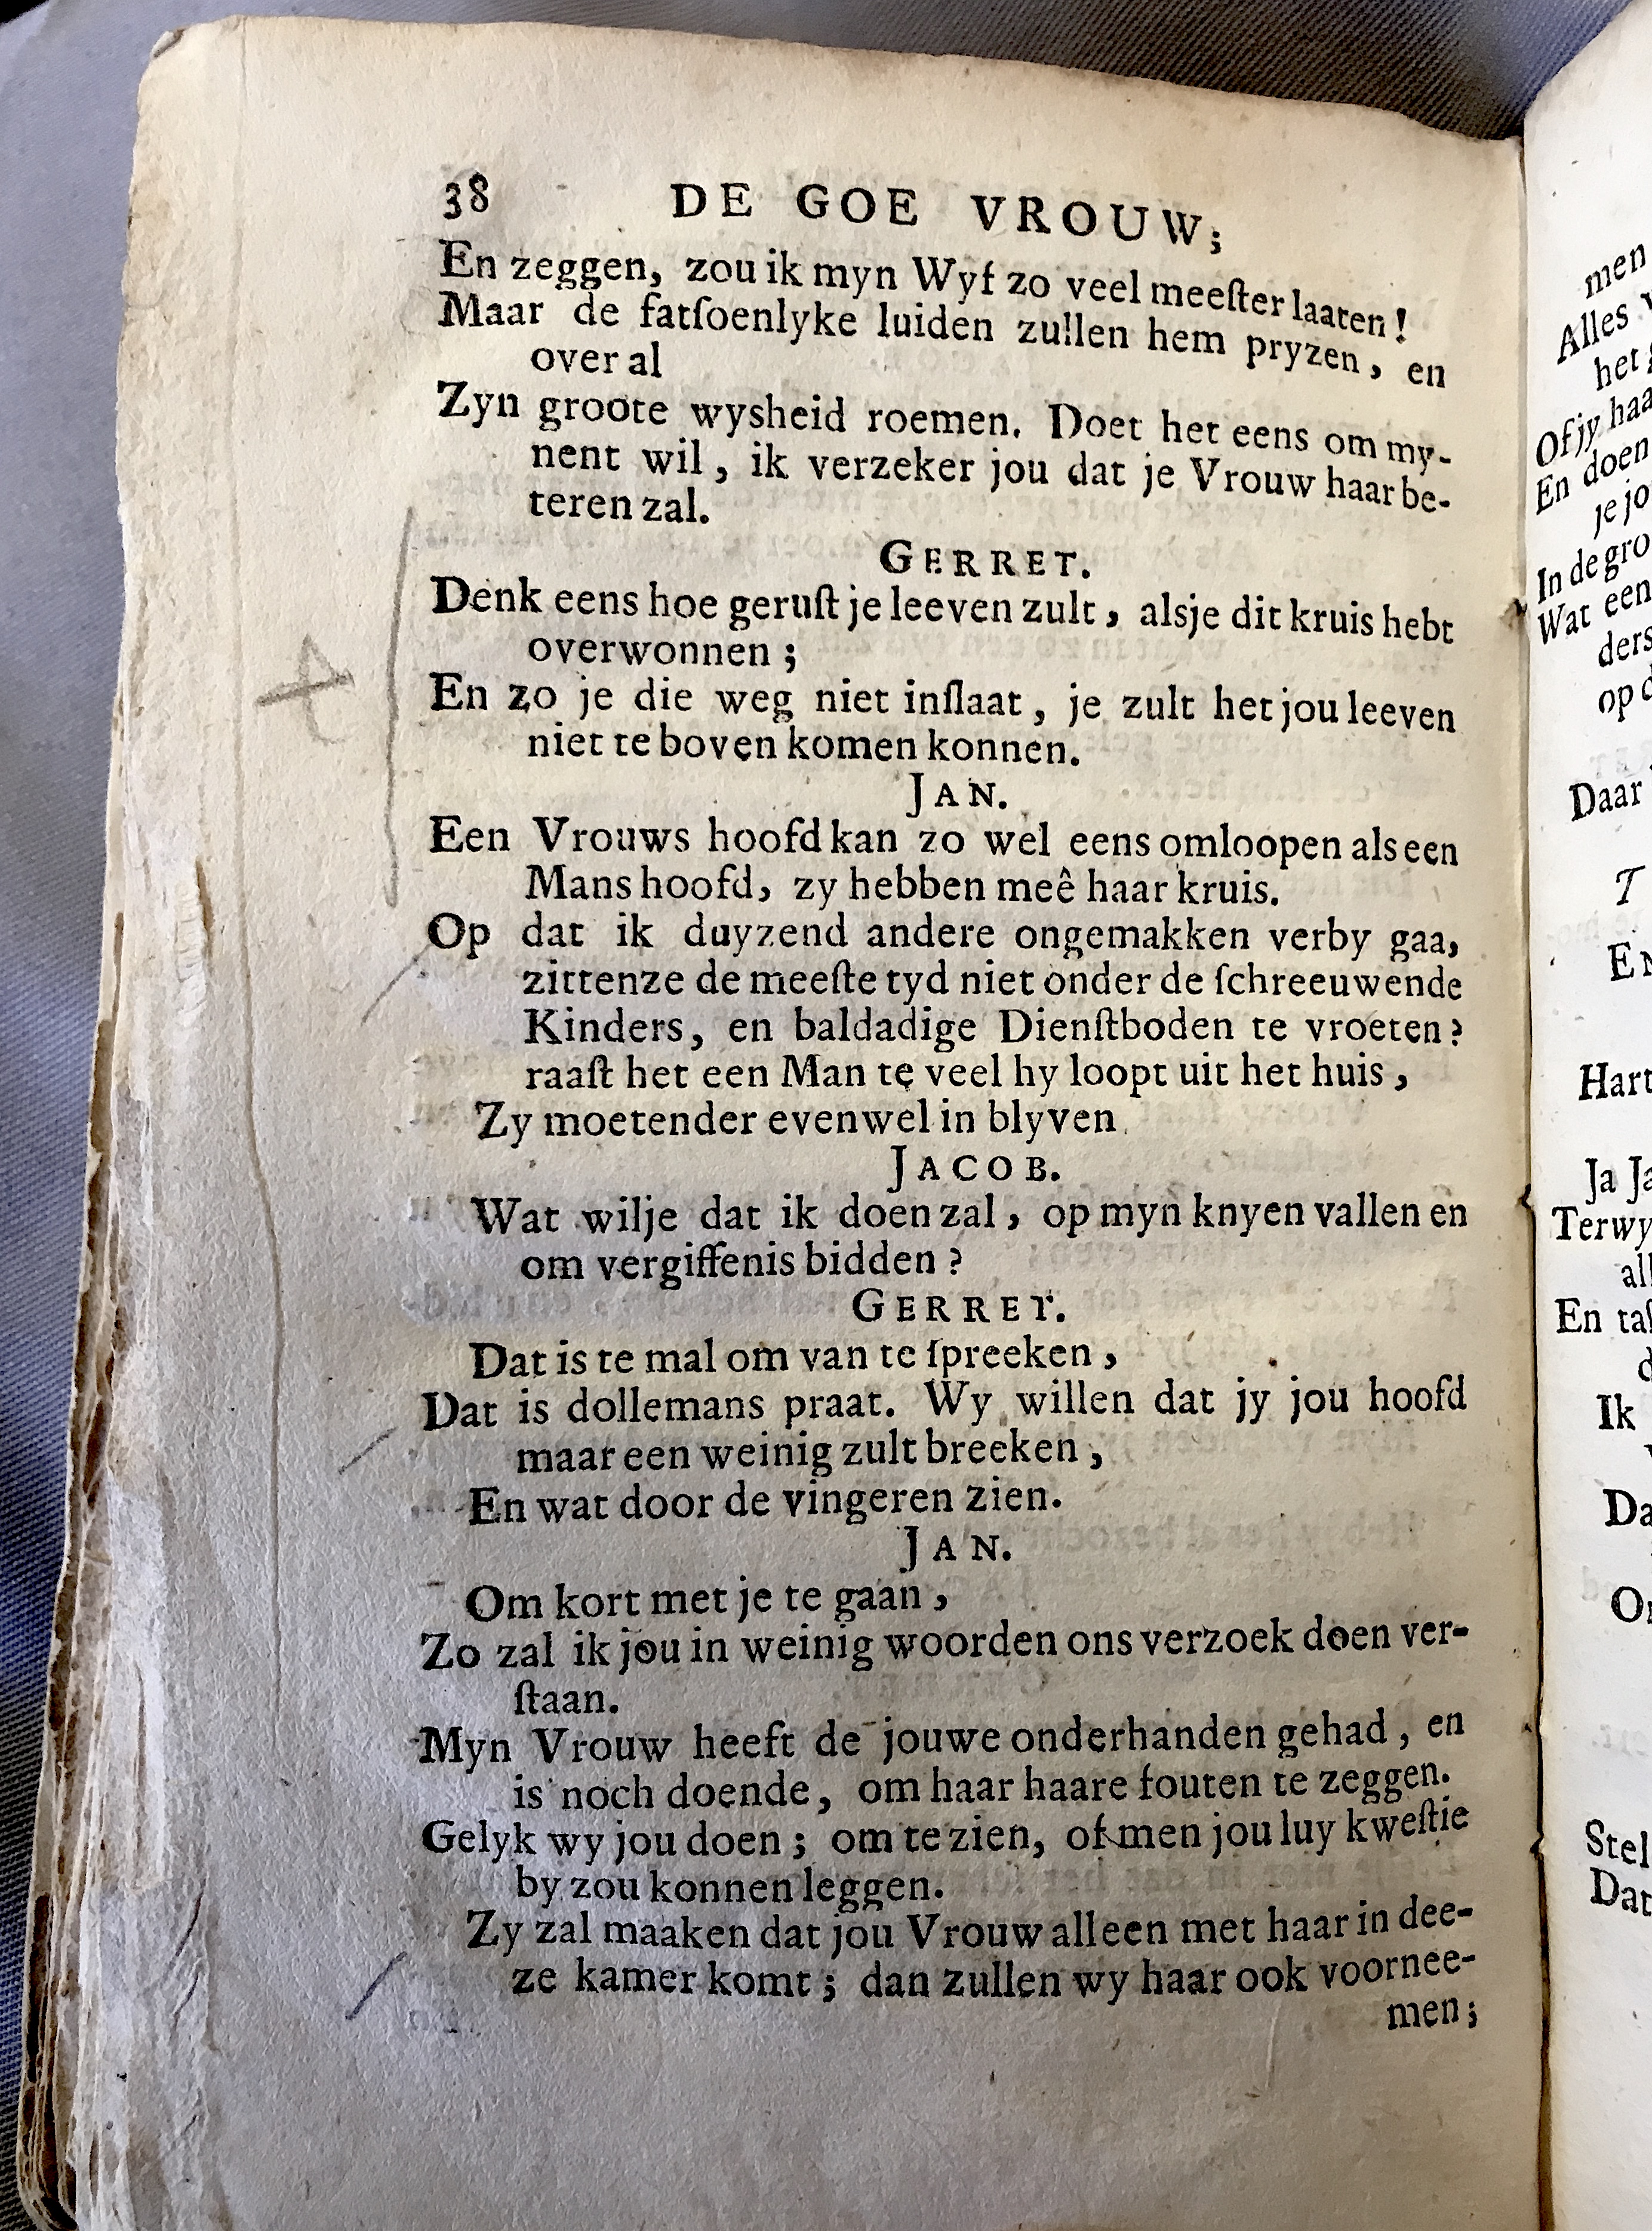 38 DE GOE VROUW;
En zeggen, zou ik myn Wyf zo veel meeſter laaten!
Maar de fatſoenlyke luiden zullen hem pryzen, en
over al
Zyn groote wysheid roemen. Doet het eens om my-
nent wil, ik verzeker jou dat je Vrouw haar be-
teren zal.
GERRET.
Denk eens hoe geruſt je leeven zult, alsje dit kruis hebt
overwonnen;
En zo je die weg niet inſlaat, je zult het jou leeven
niet te boven komen konnen.
JAN.
Een Vrouws hoofd kan zo wel eens omloopen als een
Mans hoofd, zy hebben meê haar kruis.
Op dat ik duyzend andere ongemakken verby gaa,
zittenze de meeſte tyd niet onder de ſchreeuwende
Kinders, en baldadige Dienſtboden te vroeten?
raaſt het een Man te veel hy loopt uit het huis,
Zy moetender evenwel in blyven.
JACOB.
Wat wilje dat ik doen zal, op myn knyen vallen en
om vergiffenis bidden?
GERRET.
Dat is te mal om van te ſpreeken,
Dat is dollemans praat. Wy willen dat jy jou hoofd
maar een weinig zult breeken,
En wat door de vingeren zien.
JAN.
Om kort met je te gaan,
Zo zal ik jou in weinig woorden ons verzoek doen ver-
ſtaan.
Myn Vrouw heeft de jouwe onderhanden gehad, en
is noch doende, om haar haare fouten te zeggen.
Gelyk wy jou doen; om te zien, of men jou luy kweſtie
by zou konnen leggen.
Zy zal maaken dat jou Vrouw alleen met haar in dee-
ze kamer komt; dan zullen wy haar ook voornee-
men;
men
Alles
het
Of jy haa
En doen
je jo
In de gro
Wat een
ders
op d
Daar
T
EN
Hart
Ja Ja
Terwy
all
En
Ik
Da
Stel
Dat